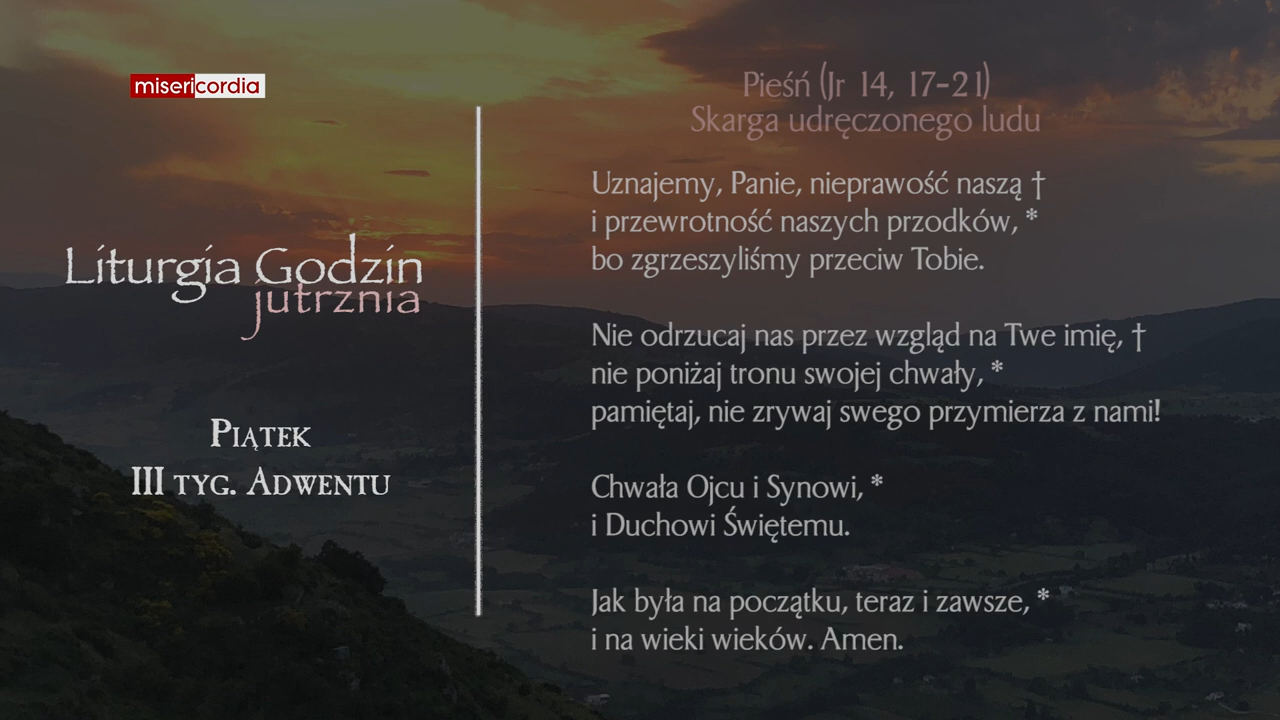 misericordia
Liturgia Godzin
jutrznia
Piątek
III tyg. Adwentu
Pieśń (Jr 14, 17-21)
Skarga udręczonego ludu
Uznajemy, Panie, nieprawość naszą †
i przewrotność naszych przodków, *
bo zgrzeszyliśmy przeciw Tobie.
Nie odrzucaj nas przez wzgląd na Twe imię, †
nie poniżaj tronu swojej chwały, *
pamiętaj, nie zrywaj swego przymierza z nami!
Chwała Ojcu i Synowi, *
i Duchowi Świętemu.
Jak była na początku, teraz i zawsze, *
i na wieki wieków. Amen.